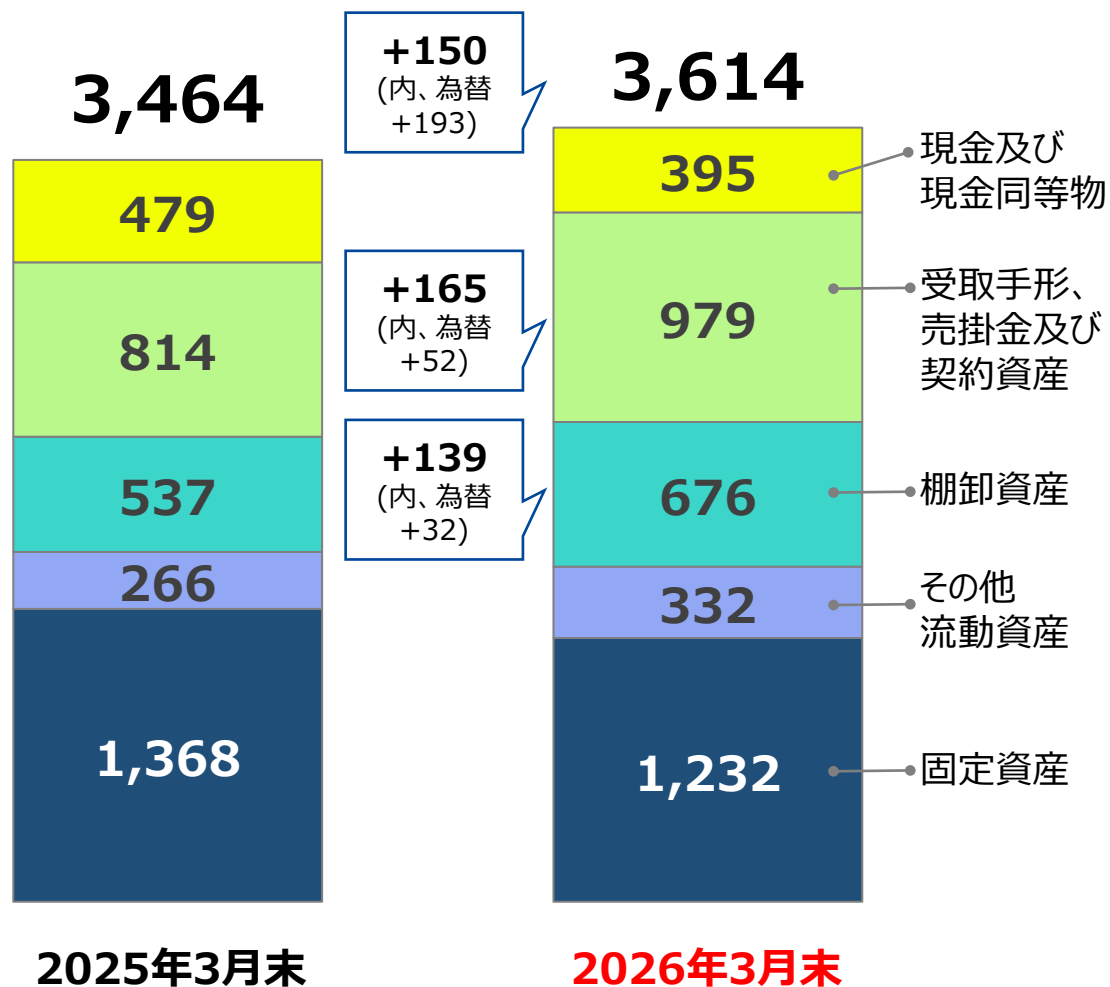 3,464
479
814
537
266
1,368
2025年3月末
+150
(内、為替
+193)
+165
(内、為替
+52)
+139
(内、為替
+32)
3,614
395
979
676
332
1,232
2026年3月末
現金及び
現金同等物
受取手形、
売掛金及び
契約資産
棚卸資産
その他
流動資産
固定資産